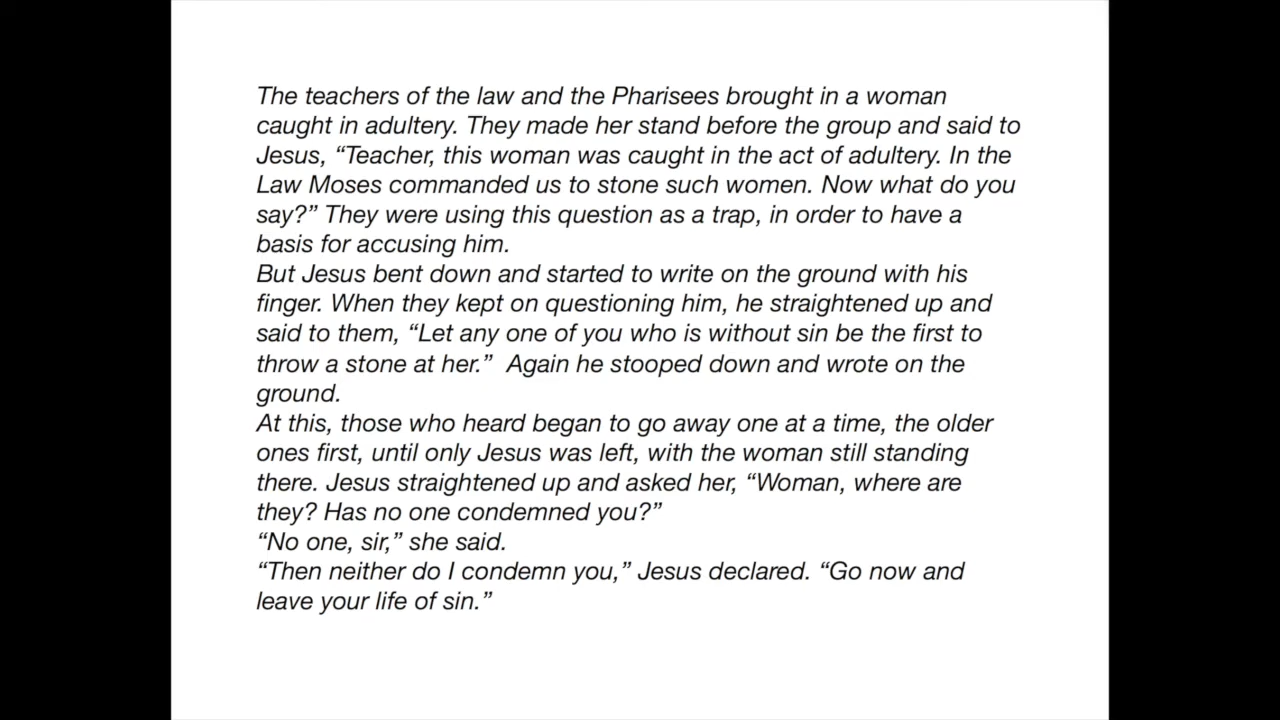 The teachers of the law and the Pharisees brought in a woman
caught in adultery. They made her stand before the group and said to
Jesus, “Teacher, this woman was caught in the act of adultery. In the
Law Moses commanded us to stone such women. Now what do you
say?” They were using this question as a trap, in order to have a
basis for accusing him.
But Jesus bent down and started to write on the ground with his
finger. When they kept on questioning him, he straightened up and
said to them, “Let any one of you who is without sin be the first to
throw a stone at her.”  Again he stooped down and wrote on the
ground.
At this, those who heard began to go away one at a time, the older
ones first, until only Jesus was left, with the woman still standing
there. Jesus straightened up and asked her, “Woman, where are
they? Has no one condemned you?”
“No one, sir,” she said.
“Then neither do I condemn you,” Jesus declared. “Go now and
leave your life of sin.”